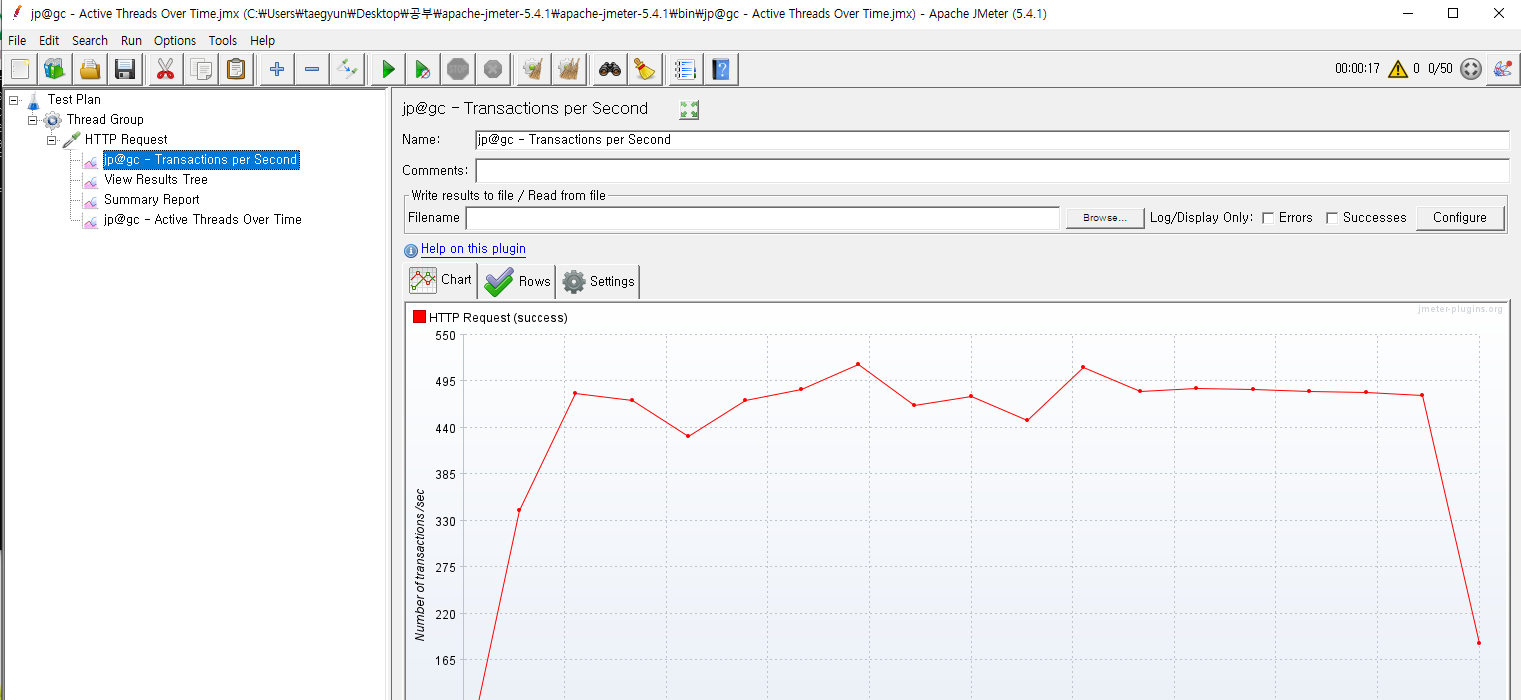 jp@gc - Active Threads Over Time.jmx (C:₩Users₩taegyun₩Desktop₩공부₩apache-jmeter-5.4.1₩apache-jmeter-5.4.1₩bin₩jp@gc - Active Threads Over Time.jmx) - Apache JMeter (5.4.1)
File Edit Search Run Options Tools Help
STOP
00:00:17 0 0/50
Test Plan
Thread Group
HTTP Request
jp@gc - Transactions per Second
View Results Tree
Summary Report
jp@gc - Active Threads Over Time
jp@gc - Transactions per Second
Name: jp@gc - Transactions per Second
Comments:
Write results to file / Read from file
Filename Browse... Log/Display Only: Errors Successes Configure
Help on this plugin
Chart Rows Settings
jmeter-plugins.org
HTTP Request (success)
550
495
440
385
330
275
220
165
Number of transactions /sec